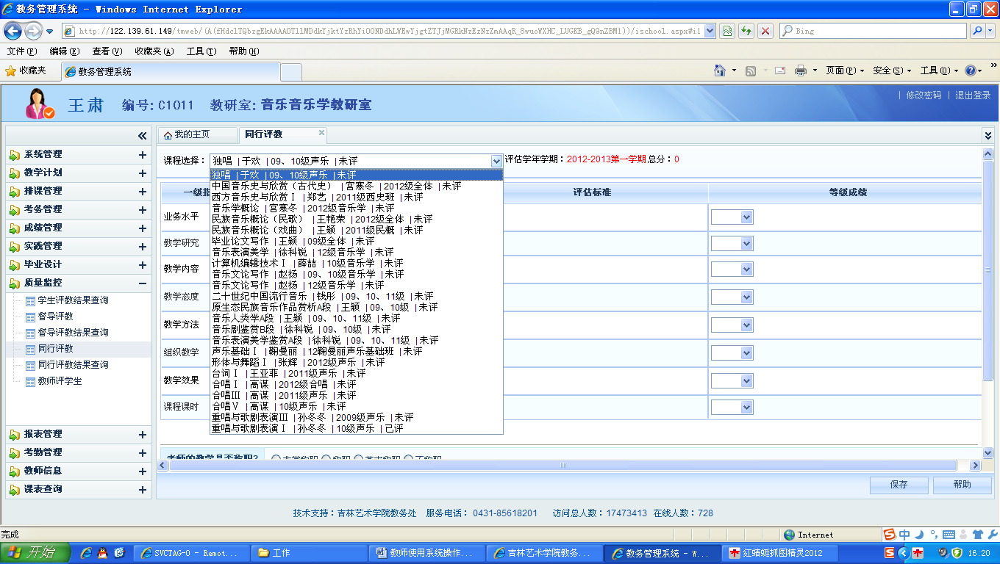 教务管理系统 - Windows Internet Explorer
文件(F) 编辑(E) 查看(V) 收藏夹(A) 工具(T) 帮助(H)
Bing
收藏夹 教务管理系统 页面(P) 安全(S) 工具(O)
王肃 编号: C1011 教研室: 音乐音乐学教研室
| 修改密码 | 退出登录
我的主页 同行评教
系统管理
教学计划
排课管理
考务管理
成绩管理
实践管理
毕业设计
质量监控
学生评教结果查询
督导评教
督导评教结果查询
同行评教
同行评教结果查询
教师评学生
报表管理
考勤管理
教师信息
课表查询
课程选择： 独唱 |于欢 |09、10级声乐 |未评 评估学年学期：2012-2013第一学期 总分：0
独唱 |于欢 |09、10级声乐 |未评
中国音乐史与欣赏（古代史） |宫寒冬 |2012级全体 |未评
西方音乐史与欣赏Ⅰ |郑艺 |2011级西史班 |未评
音乐学概论 |宫寒冬 |2012级音乐学 |未评
民族音乐概论（民歌） |王艳荣 |2012级全体 |未评
民族音乐概论（戏曲） |王颖 |2011级民概 |未评
毕业论文写作 |王颖 |09级全体 |未评
音乐表演美学 |徐科锐 |12级音乐学 |未评
计算机编辑技术Ⅰ |薛喆 |10级音乐学 |未评
音乐文论写作 |赵扬 |09、10级音乐学 |未评
音乐文论写作 |赵扬 |12级音乐学 |未评
二十世纪中国流行音乐 |钱彤 |09、10、11级 |未评
原生态民族音乐作品赏析A段 |王颖 |09、10级 |未评
音乐人类学A段 |王颖 |09、10、11级 |未评
音乐剧鉴赏B段 |徐科锐 |09、10级 |未评
音乐表演美学鉴赏A段 |徐科锐 |09、10、11级 |未评
声乐基础Ⅰ |鞠曼丽 |12鞠曼丽声乐基础班 |未评
形体与舞蹈Ⅰ |张辉 |2012级声乐 |未评
台词Ⅰ |王亚菲 |2011级声乐 |未评
合唱Ⅰ |高谋 |2012级合唱 |未评
合唱Ⅲ |高谋 |2011级声乐 |未评
合唱Ⅴ |高谋 |10级声乐 |未评
重唱与歌剧表演Ⅲ |孙冬冬 |2009级声乐 |未评
重唱与歌剧表演Ⅰ |孙冬冬 |10级声乐 |已评
一级指 评估标准 等级成绩
业务水平
教学研究
教学内容
教学态度
教学方法
组织教学
教学效果
课程课时
老师的教学是否称职? 非常称职 称职 基本称职 不称职
保存 帮助
技术支持：吉林艺术学院教务处 服务电话： 0431-85618201 访问总人数：17473413 在线人数：728
完成 Internet
中
开始 SVCTAG-0 - Remot... 工作 教师使用系统操作... 吉林艺术学院教务... 教务管理系统 - W... 红蜻蜓抓图精灵2012 16:20